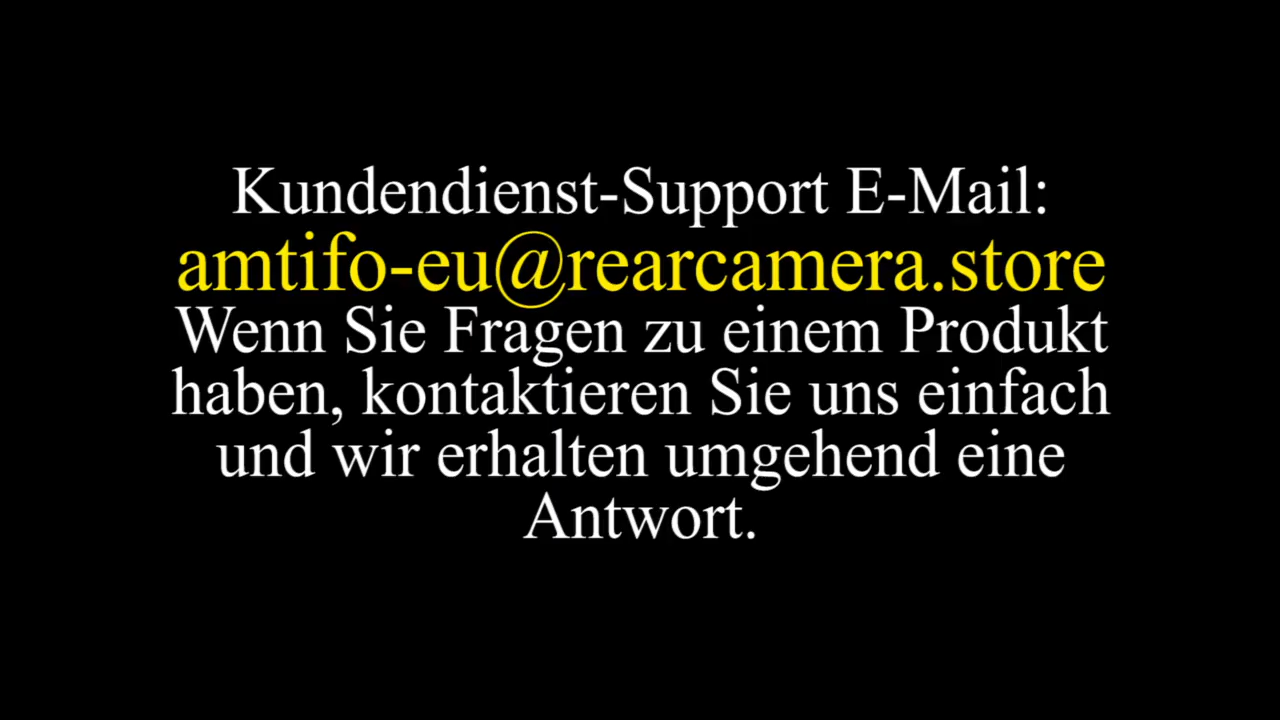 Kundendienst-Support E-Mail:
amtifo-eu@rearcamera.store
Wenn Sie Fragen zu einem Produkt
haben, kontaktieren Sie uns einfach
und wir erhalten umgehend eine
Antwort.